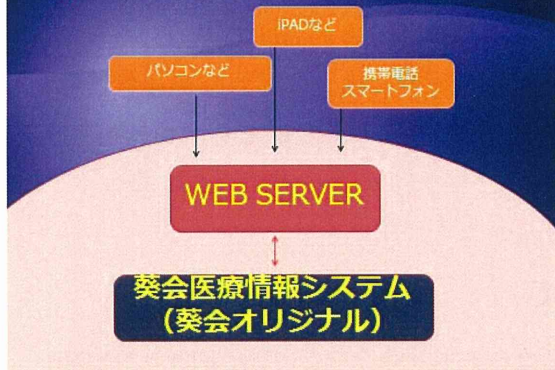 iPADなど
パソコンなど
携帯電話
スマートフォン
WEB SERVER
葵会医療情報システム
（葵会オリジナル）